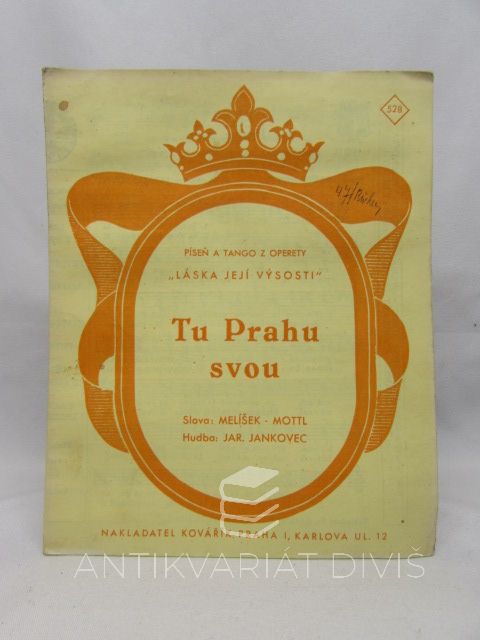 528
PÍSEŇ A TANGO Z OPERETY
„LÁSKA JEJÍ VÝSOSTI"
Tu Prahu
svou
Slova: MELÍŠEK - MOTTL
Hudba: JAR. JANKOVEC
NAKLADATEL KOVÁŘÍK PRAHA I, KARLOVA UL. 12
ANTIKVARIÁT DIVIŠ